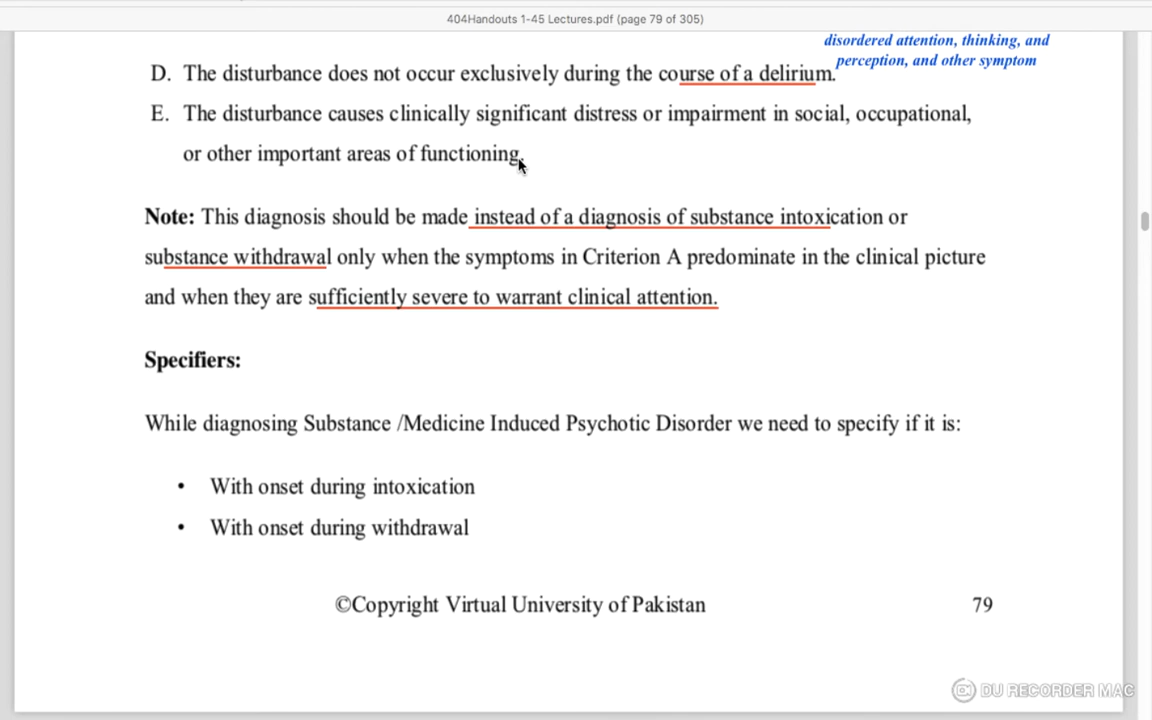 404Handouts 1-45 Lectures.pdf (page 79 of 305)
disordered attention, thinking, and
perception, and other symptom
D. The disturbance does not occur exclusively during the course of a delirium.
E. The disturbance causes clinically significant distress or impairment in social, occupational,
or other important areas of functioning.
Note: This diagnosis should be made instead of a diagnosis of substance intoxication or
substance withdrawal only when the symptoms in Criterion A predominate in the clinical picture
and when they are sufficiently severe to warrant clinical attention.
Specifiers:
While diagnosing Substance /Medicine Induced Psychotic Disorder we need to specify if it is:
• With onset during intoxication
• With onset during withdrawal
©Copyright Virtual University of Pakistan 79
DU RECORDER MAC